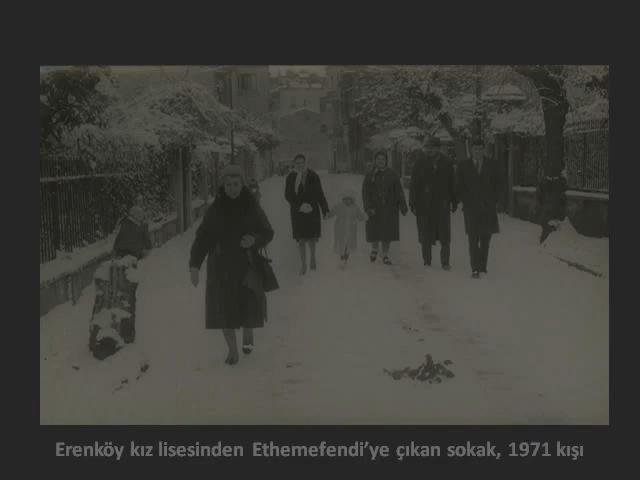 Erenköy kız lisesinden Ethemefendi'ye çıkan sokak, 1971 kışı